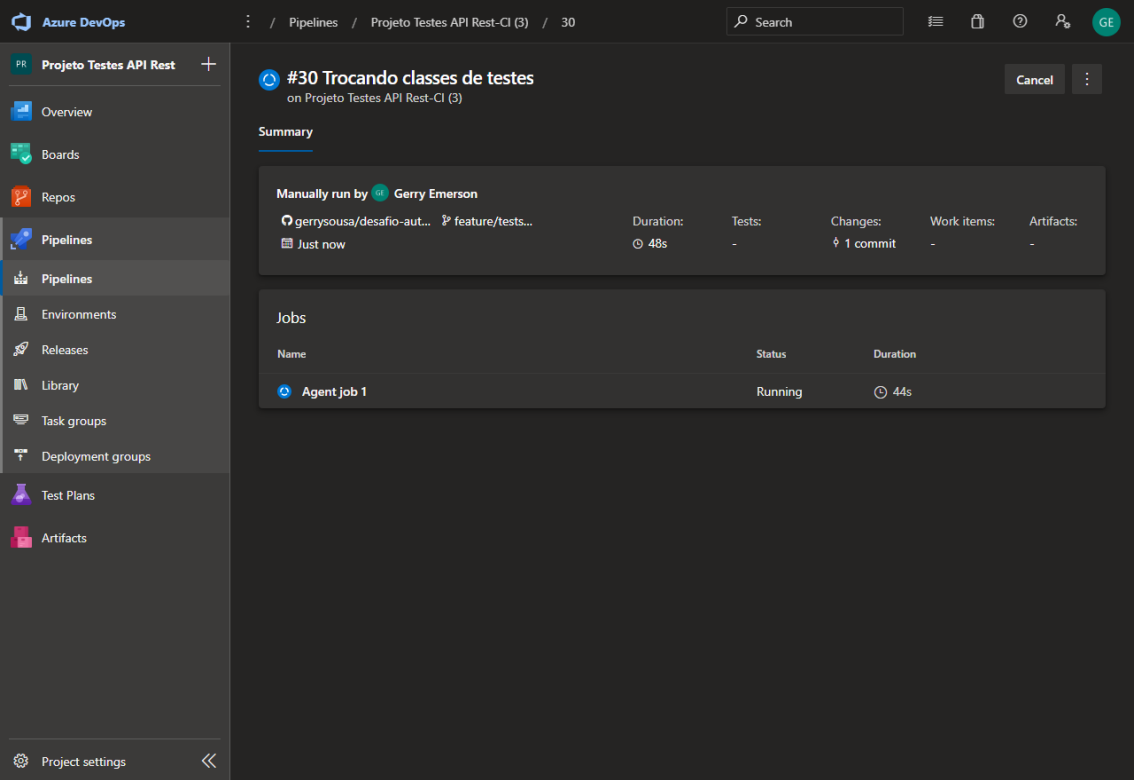 Azure DevOps
/ Pipelines / Projeto Testes API Rest-CI (3) / 30
Search
GE
PR Projeto Testes API Rest
Overview
Boards
Repos
Pipelines
Pipelines
Environments
Releases
Library
Task groups
Deployment groups
Test Plans
Artifacts
Project settings
#30 Trocando classes de testes
on Projeto Testes API Rest-CI (3)
Cancel
Summary
Manually run by GE Gerry Emerson
gerrysousa/desafio-aut... feature/tests... Duration: Tests: Changes: Work items: Artifacts:
Just now 48s - 1 commit - -
Jobs
Name Status Duration
Agent job 1 Running 44s